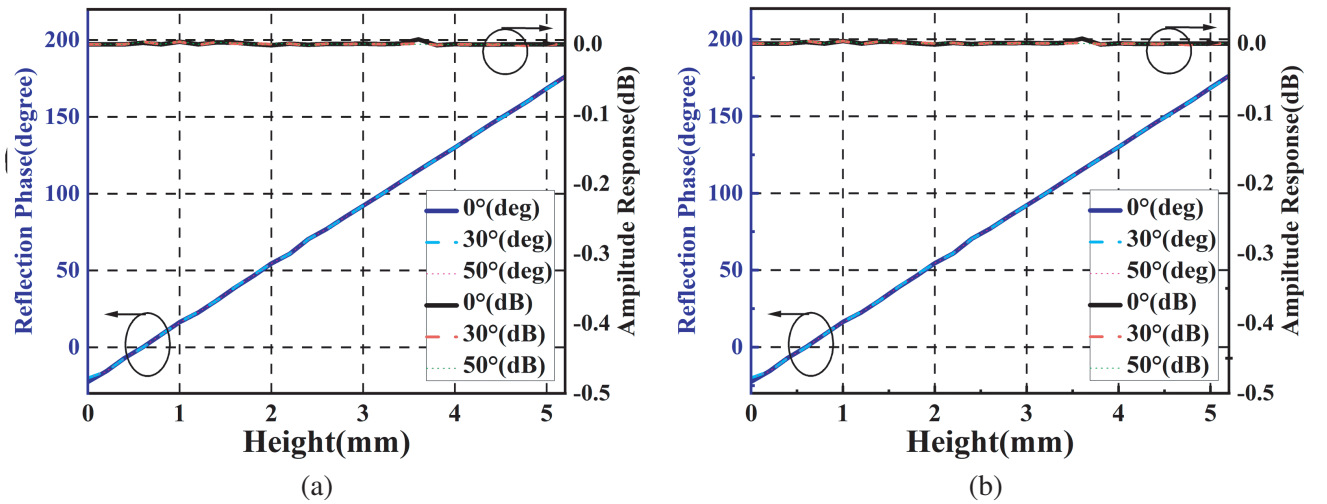 200
150
100
50
0
Reflection Phase(degree)
0.0
-0.1
-0.2
-0.3
-0.4
-0.5
Ampiltude Response(dB)
0°(deg)
30°(deg)
50°(deg)
0°(dB)
30°(dB)
50°(dB)
0 1 2 3 4 5
Height(mm)
(a)
200
150
100
50
0
Reflection Phase(degree)
0.0
-0.1
-0.2
-0.3
-0.4
-0.5
Ampiltude Response(dB)
0°(deg)
30°(deg)
50°(deg)
0°(dB)
30°(dB)
50°(dB)
0 1 2 3 4 5
Height(mm)
(b)